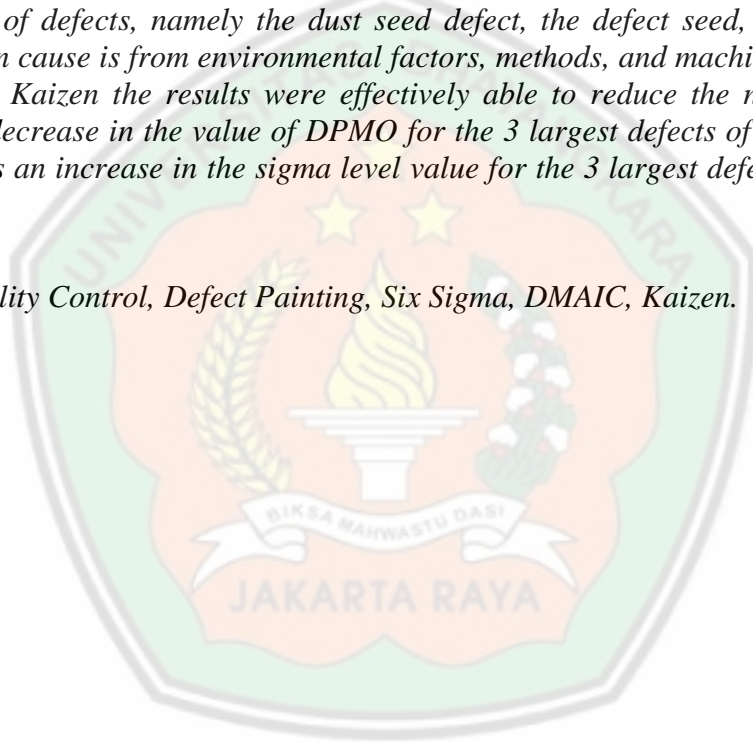 of defects, namely the dust seed defect, the defect seed,
n cause is from environmental factors, methods, and machi
Kaizen the results were effectively able to reduce the n
decrease in the value of DPMO for the 3 largest defects of
s an increase in the sigma level value for the 3 largest defe
lity Control, Defect Painting, Six Sigma, DMAIC, Kaizen.
UNIVERSITAS
BIKSA MAHWASTU DASI
JAKARTA RAYA